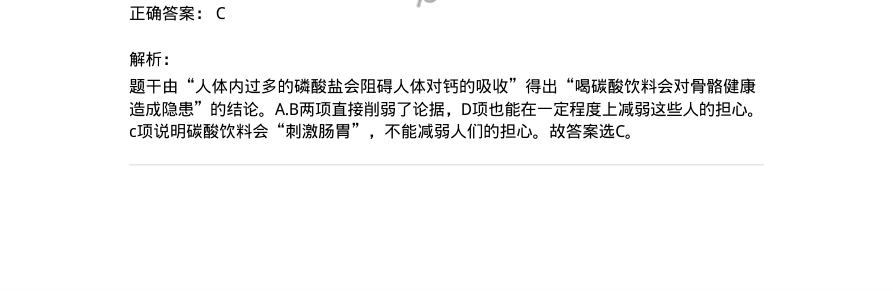 正确答案： C
解析：
题干由“人体内过多的磷酸盐会阻碍人体对钙的吸收”得出“喝碳酸饮料会对骨骼健康
造成隐患”的结论。A.B两项直接削弱了论据，D项也能在一定程度上减弱这些人的担心。
c项说明碳酸饮料会“刺激肠胃”，不能减弱人们的担心。故答案选C。